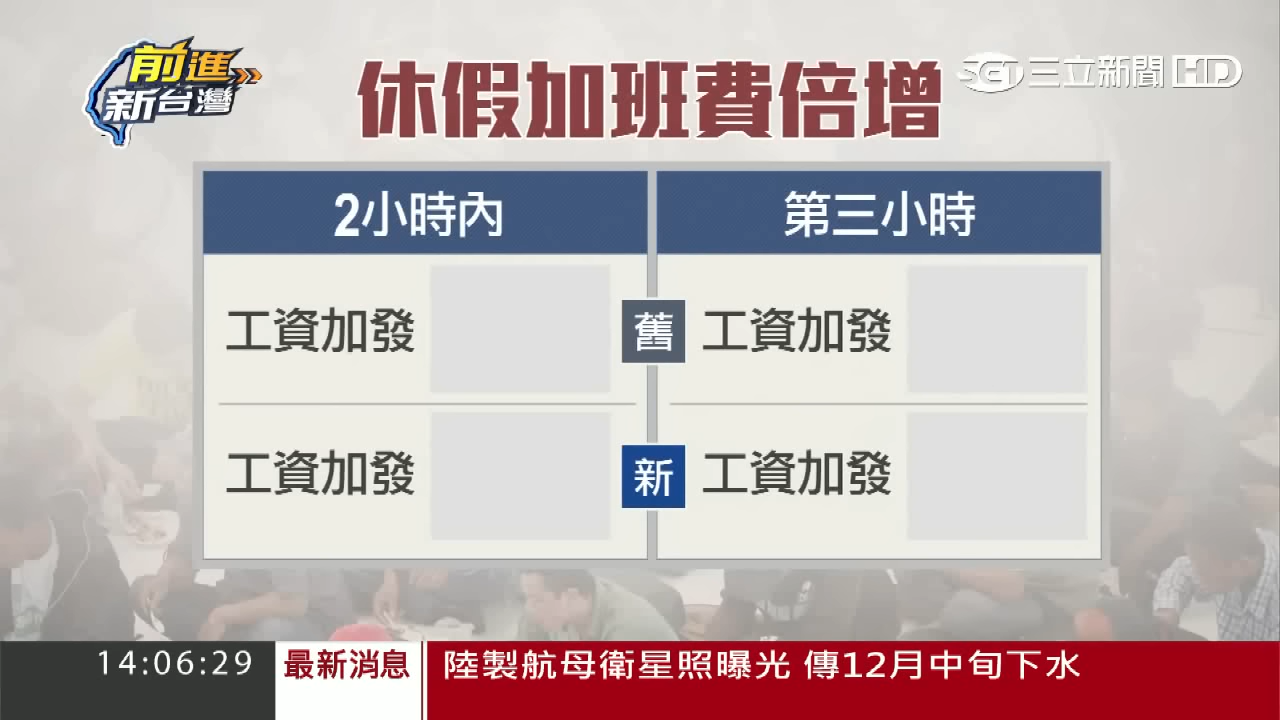 前進
新台灣
休假加班費倍增
SET三立新聞HD
2小時內
第三小時
工資加發
舊
工資加發
工資加發
新
工資加發
14:06:29
最新消息
陸製航母衛星照曝光 傳12月中旬下水